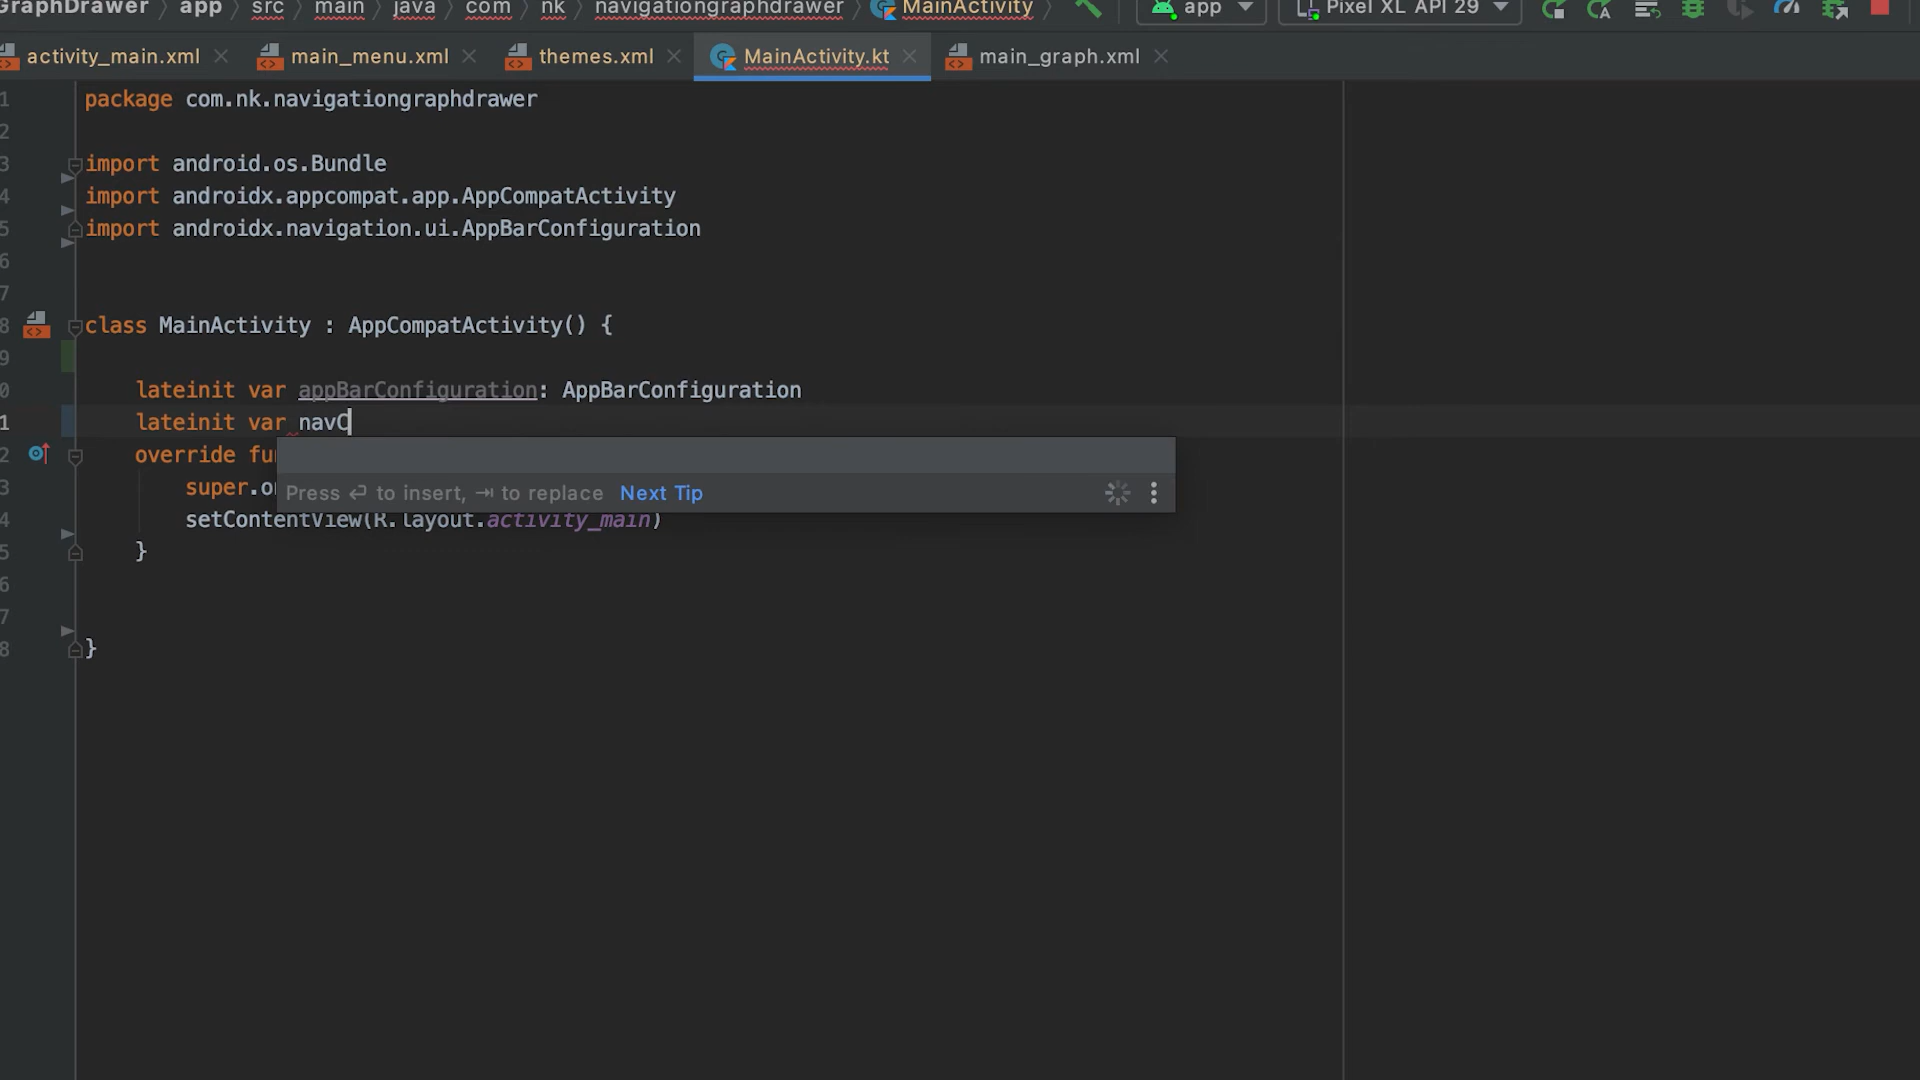 GraphDrawer app src main java com nk navigationgraphdrawer MainActivity app Pixel XL API 29
activity_main.xml main_menu.xml themes.xml MainActivity.kt main_graph.xml
1 package com.nk.navigationgraphdrawer
2
3 import android.os.Bundle
4 import androidx.appcompat.app.AppCompatActivity
5 import androidx.navigation.ui.AppBarConfiguration
6
7
8 class MainActivity : AppCompatActivity() {
9
0 lateinit var appBarConfiguration: AppBarConfiguration
1 lateinit var navC
2 override fu
3 super.o
Press ⏎ to insert, ⇥ to replace Next Tip
4 setContentView(R.layout.activity_main)
5 }
6
7
8 }